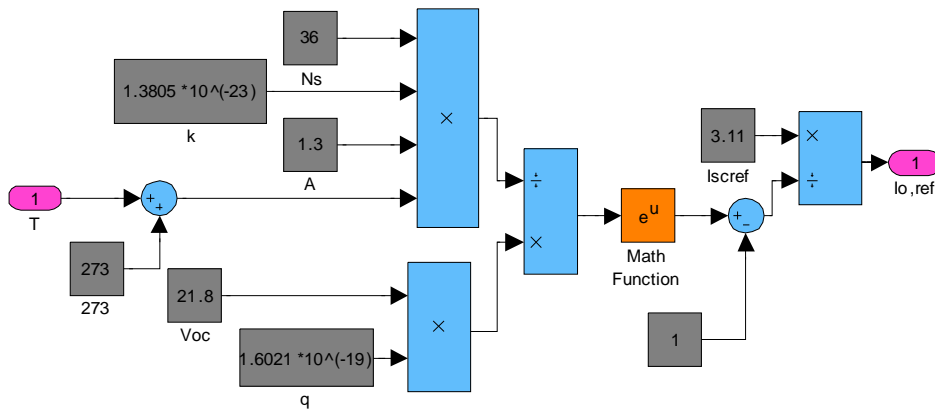 36
Ns
1.3805 *10^(-23)
k
1.3
A
×
1
T
+
+
273
273
21.8
Voc
1.6021 *10^(-19)
q
×
÷
×
e^u
Math
Function
+
−
1
3.11
Iscref
×
÷
1
Io,ref